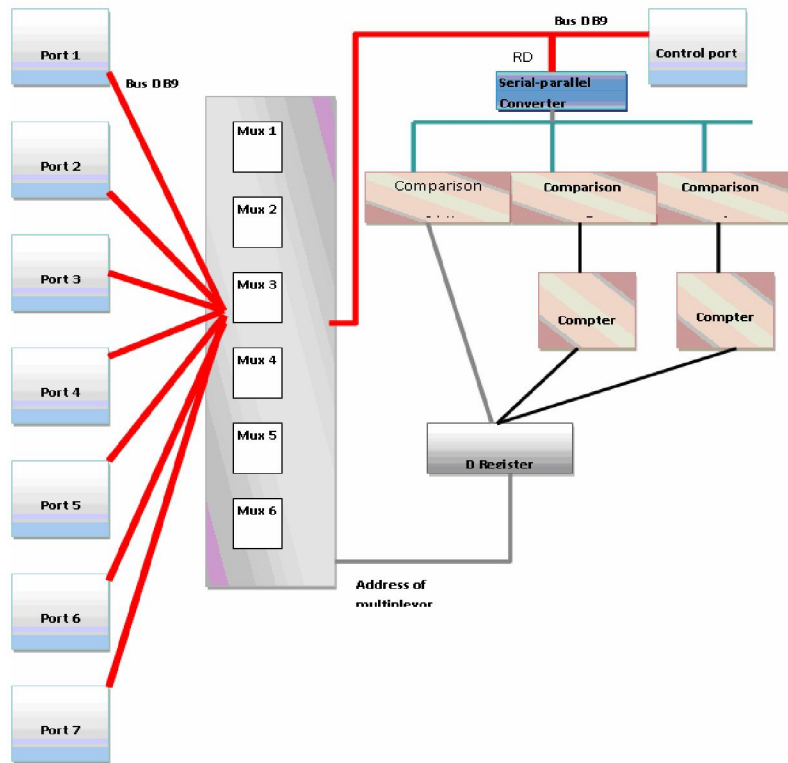 Port 1
Port 2
Port 3
Port 4
Port 5
Port 6
Port 7
Bus DB9
Mux 1
Mux 2
Mux 3
Mux 4
Mux 5
Mux 6
Bus DB9
Control port
RD
Serial-parallel
Converter
Comparison
Comparison
Comparison
Compter
Compter
D Register
Address of
multiplexor